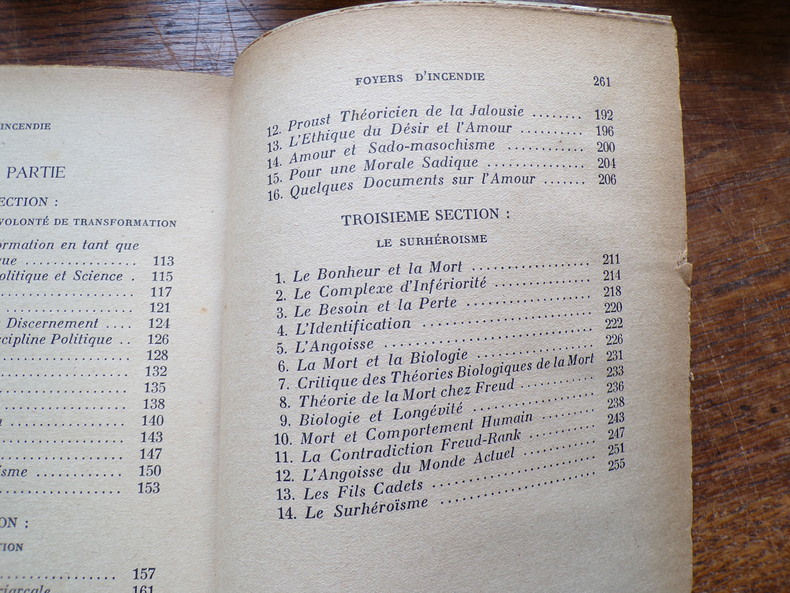 'INCENDIE
PARTIE
ECTION :
VOLONTÉ DE TRANSFORMATION
ormation en tant que
que ................ 113
olitique et Science . 115
................ 117
................ 121
Discernement .... 124
scipline Politique .. 126
................ 128
................ 132
................ 135
................ 138
................ 140
................ 143
................ 147
isme ................ 150
................ 153
ON :
TION
................ 157
161
FOYERS D'INCENDIE 261
12. Proust Théoricien de la Jalousie ........ 192
13. L'Ethique du Désir et l'Amour .......... 196
14. Amour et Sado-masochisme ............ 200
15. Pour une Morale Sadique .............. 204
16. Quelques Documents sur l'Amour ....... 206
TROISIEME SECTION :
LE SURHÉROISME
1. Le Bonheur et la Mort .................. 211
2. Le Complexe d'Infériorité ................ 214
3. Le Besoin et la Perte .................. 218
4. L'Identification ........................ 220
5. L'Angoisse ............................ 222
6. La Mort et la Biologie .................. 226
7. Critique des Théories Biologiques de la Mort 231
8. Théorie de la Mort chez Freud ............ 233
9. Biologie et Longévité .................. 236
10. Mort et Comportement Humain .......... 238
11. La Contradiction Freud-Rank ............ 243
12. L'Angoisse du Monde Actuel ............ 247
13. Les Fils Cadets ........................ 251
14. Le Surhéroïsme ........................ 255